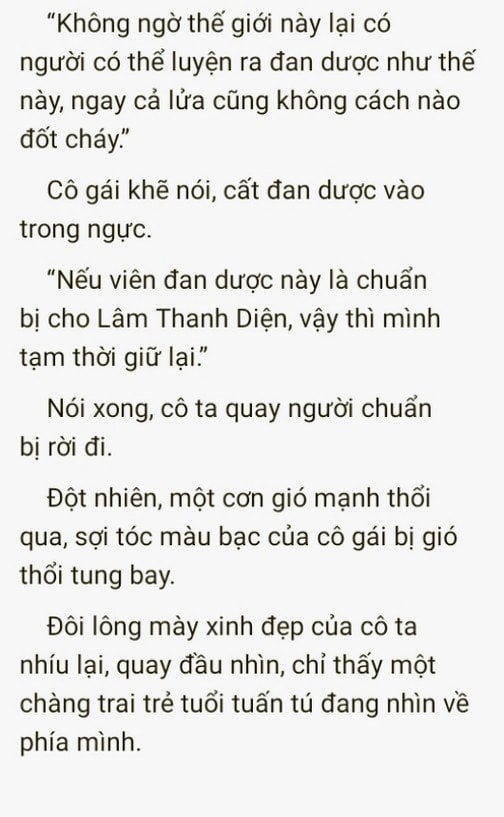 “Không ngờ thế giới này lại có
người có thể luyện ra đan dược như thế
này, ngay cả lửa cũng không cách nào
đốt cháy.”
Cô gái khẽ nói, cất đan dược vào
trong ngực.
“Nếu viên đan dược này là chuẩn
bị cho Lâm Thanh Diện, vậy thì mình
tạm thời giữ lại.”
Nói xong, cô ta quay người chuẩn
bị rời đi.
Đột nhiên, một cơn gió mạnh thổi
qua, sợi tóc màu bạc của cô gái bị gió
thổi tung bay.
Đôi lông mày xinh đẹp của cô ta
nhíu lại, quay đầu nhìn, chỉ thấy một
chàng trai trẻ tuổi tuấn tú đang nhìn về
phía mình.